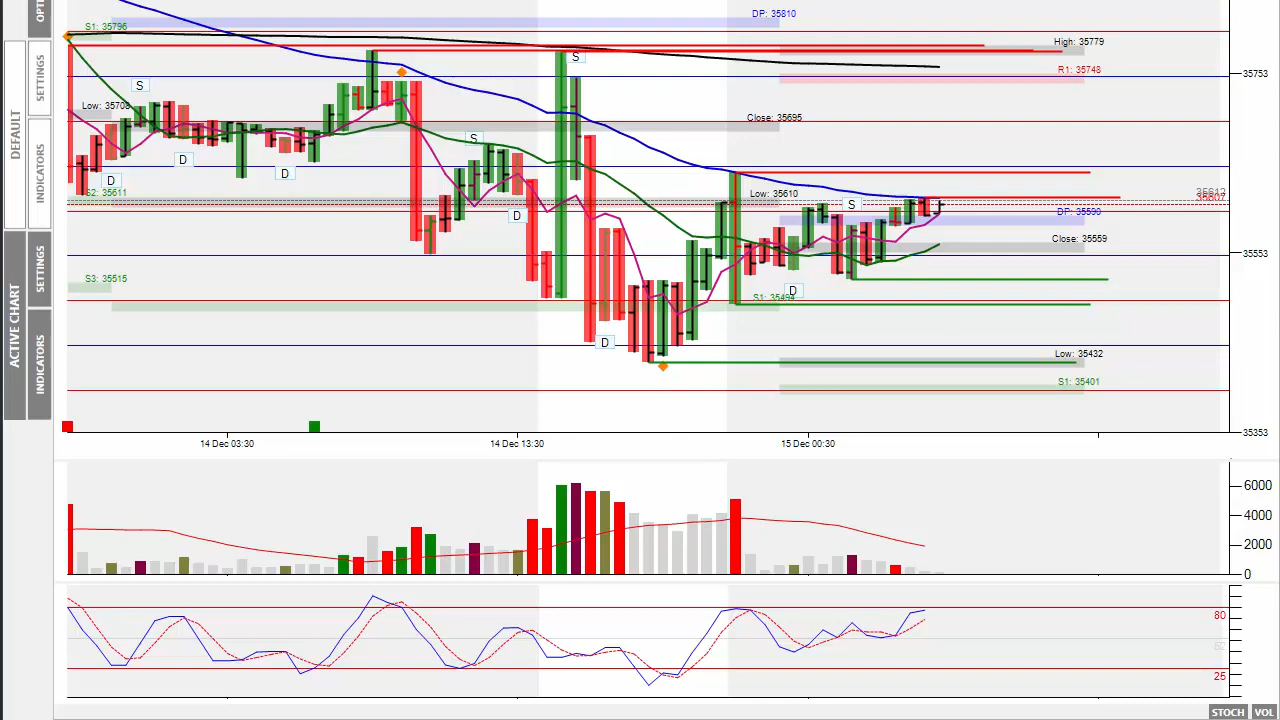 OPTI
SETTINGS
DEFAULT
INDICATORS
SETTINGS
ACTIVE CHART
INDICATORS
DP: 35810
S1: 35796
High: 35779
S
R1: 35748
35753
S
Low: 35708
Close: 35695
S
D
D
D
S2: 35611
Low: 35610
S
D
DP: 35590
Close: 35559
35553
S3: 35515
D
S1: 35494
D
Low: 35432
S1: 35401
35353
14 Dec 03:30
14 Dec 13:30
15 Dec 00:30
6000
4000
2000
0
80
25
STOCH
VOL